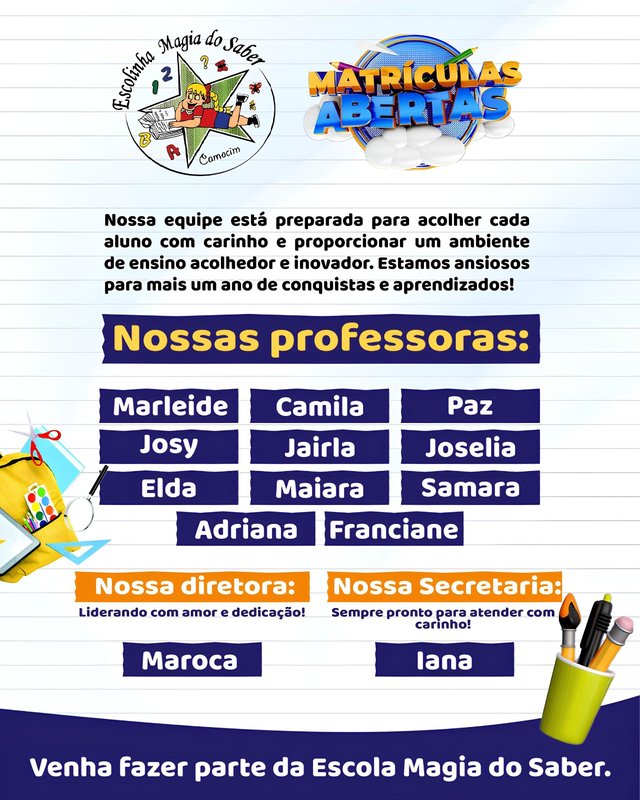 Escolinha Magia do Saber
1 2 ? B A
Camocim
MATRÍCULAS
ABERTAS
Nossa equipe está preparada para acolher cada
aluno com carinho e proporcionar um ambiente
de ensino acolhedor e inovador. Estamos ansiosos
para mais um ano de conquistas e aprendizados!
Nossas professoras:
Marleide Camila Paz
Josy Jairla Joselia
Elda Maiara Samara
Adriana Franciane
Nossa diretora:
Liderando com amor e dedicação!
Maroca
Nossa Secretaria:
Sempre pronto para atender com
carinho!
Iana
Venha fazer parte da Escola Magia do Saber.